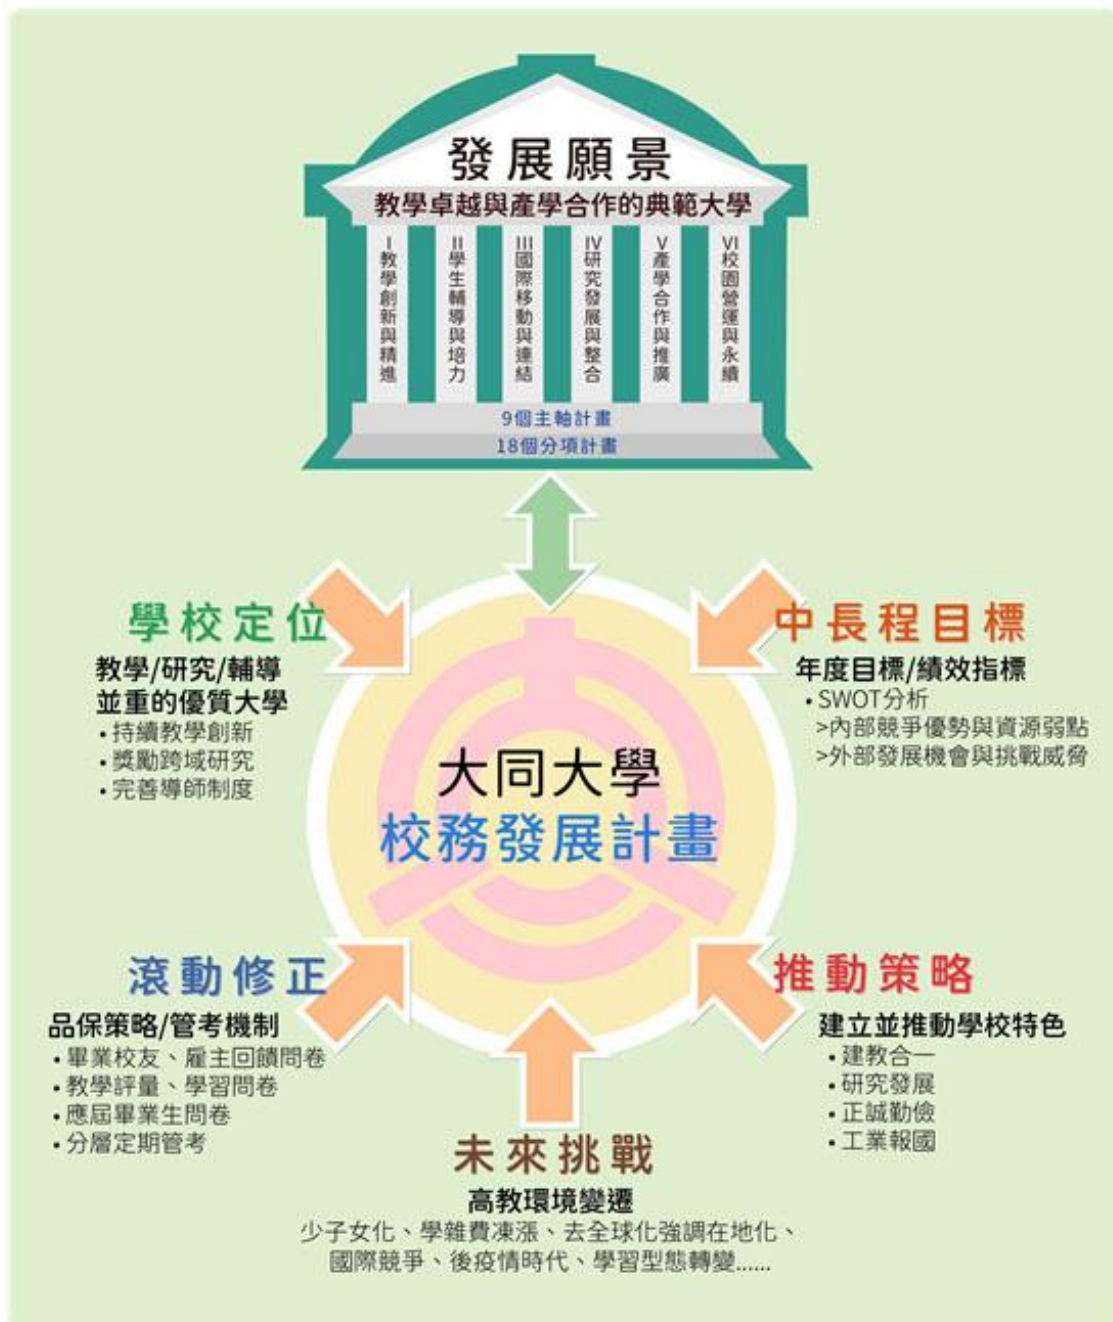 發展願景
教學卓越與產學合作的典範大學
I教學創新與精進
II學生輔導與培力
III國際移動與連結
IV研究發展與整合
V產學合作與推廣
VI校園營運與永續
9個主軸計畫
18個分項計畫
學校定位
教學/研究/輔導
並重的優質大學
•持續教學創新
•獎勵跨域研究
•完善導師制度
中長程目標
年度目標/績效指標
•SWOT分析
>內部競爭優勢與資源弱點
>外部發展機會與挑戰威脅
大同大學
校務發展計畫
滾動修正
品保策略/管考機制
•畢業校友、雇主回饋問卷
•教學評量、學習問卷
•應屆畢業生問卷
•分層定期管考
推動策略
建立並推動學校特色
•建教合一
•研究發展
•正誠勤儉
•工業報國
未來挑戰
高教環境變遷
少子女化、學雜費凍漲、去全球化強調在地化、
國際競爭、後疫情時代、學習型態轉變......